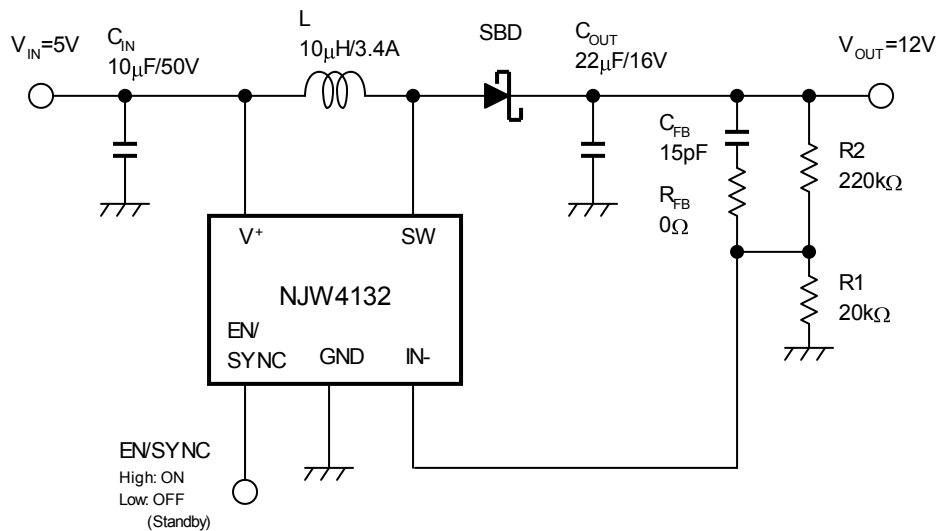 V_IN=5V
C_IN
10μF/50V
L
10μH/3.4A
SBD
C_OUT
22μF/16V
V_OUT=12V
C_FB
15pF
R_FB
0Ω
R2
220kΩ
R1
20kΩ
V⁺
SW
NJW4132
EN/
SYNC
GND
IN-
EN/SYNC
High: ON
Low: OFF
(Standby)